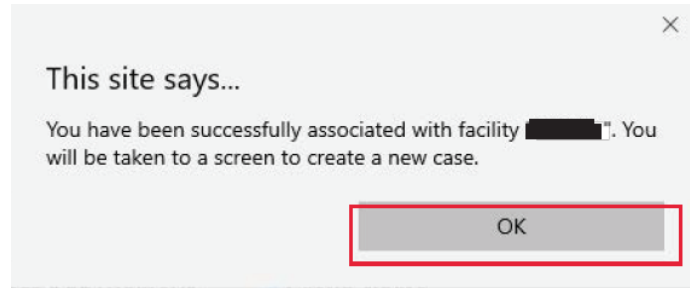 This site says...
You have been successfully associated with facility "". You
will be taken to a screen to create a new case.
OK